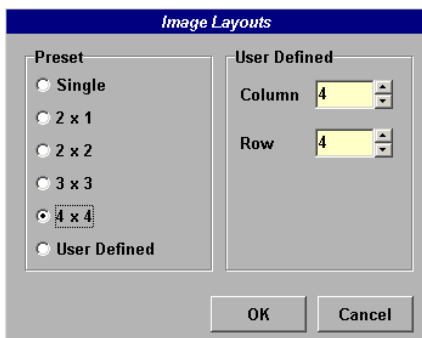 Image Layouts
Preset
Single
2 x 1
2 x 2
3 x 3
4 x 4
User Defined
User Defined
Column 4
Row 4
OK Cancel